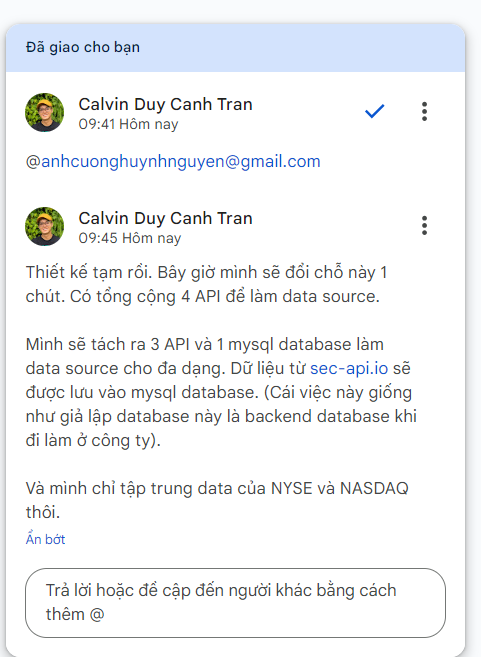 Đã giao cho bạn
Calvin Duy Canh Tran
09:41 Hôm nay
@anhcuonghuynhnguyen@gmail.com
Calvin Duy Canh Tran
09:45 Hôm nay
Thiết kế tạm rồi. Bây giờ mình sẽ đổi chỗ này 1
chút. Có tổng cộng 4 API để làm data source.
Mình sẽ tách ra 3 API và 1 mysql database làm
data source cho đa dạng. Dữ liệu từ sec-api.io sẽ
được lưu vào mysql database. (Cái việc này giống
như giả lập database này là backend database khi
đi làm ở công ty).
Và mình chỉ tập trung data của NYSE và NASDAQ
thôi.
Ẩn bớt
Trả lời hoặc đề cập đến người khác bằng cách
thêm @